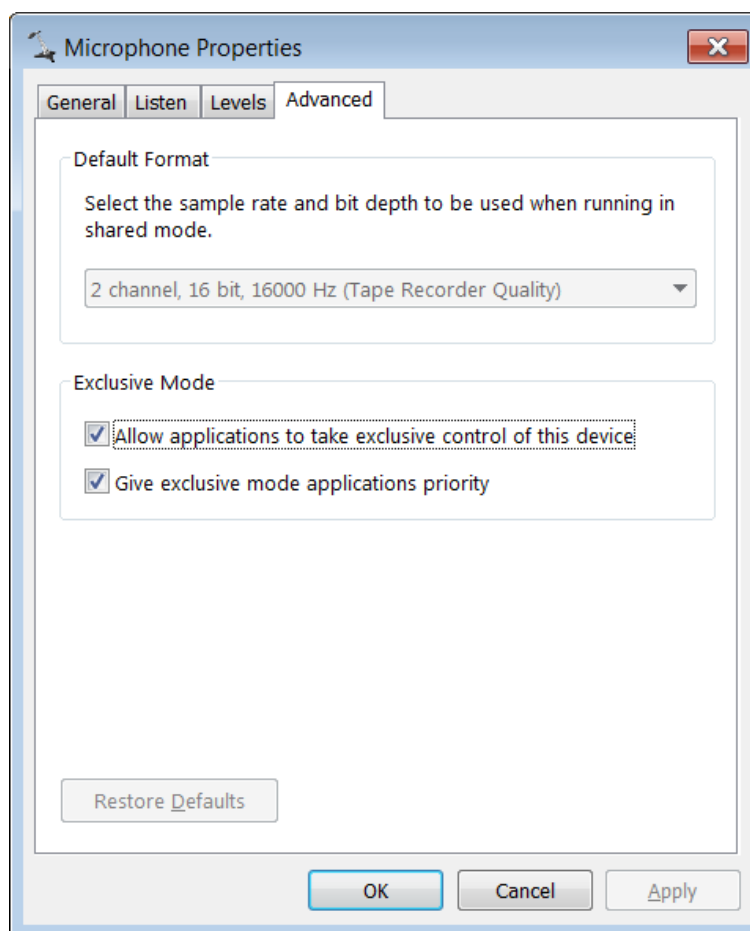 Microphone Properties
General Listen Levels Advanced
Default Format
Select the sample rate and bit depth to be used when running in
shared mode.
2 channel, 16 bit, 16000 Hz (Tape Recorder Quality)
Exclusive Mode
Allow applications to take exclusive control of this device
Give exclusive mode applications priority
Restore Defaults
OK Cancel Apply